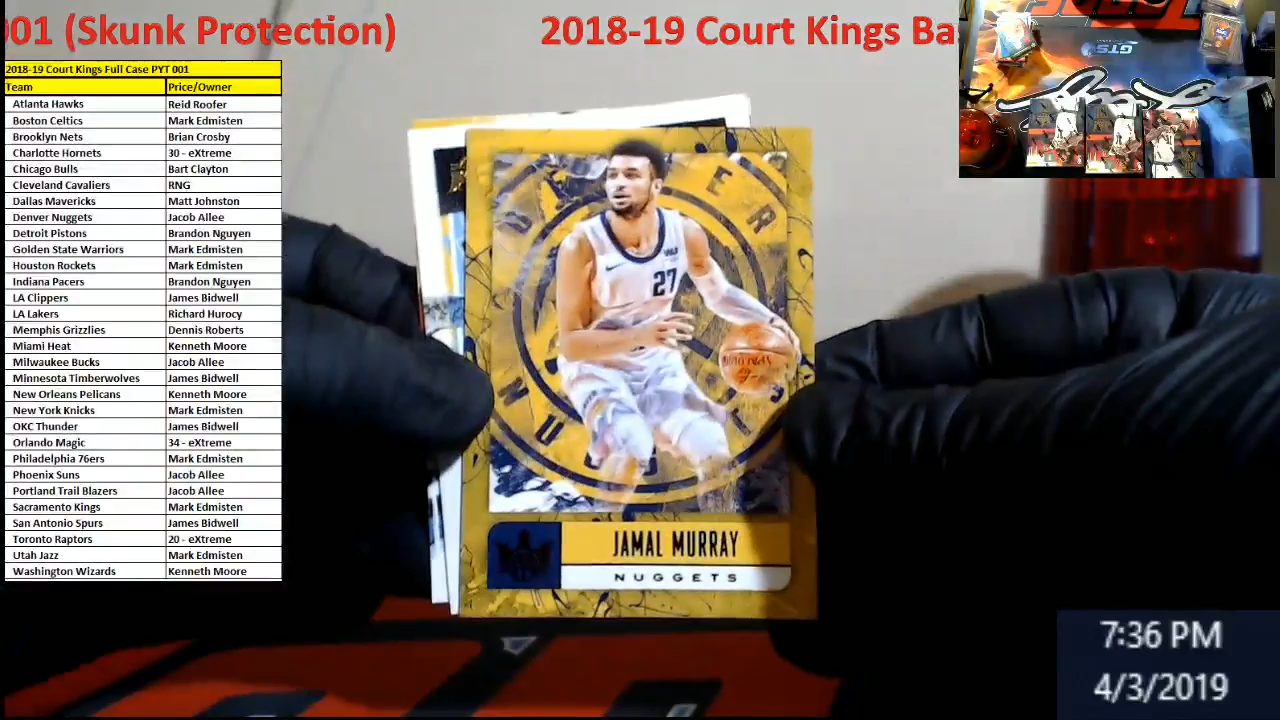 001 (Skunk Protection)
2018-19 Court Kings Ba
2018-19 Court Kings Full Case PYT 001
Team Price/Owner
Atlanta Hawks Reid Roofer
Boston Celtics Mark Edmisten
Brooklyn Nets Brian Crosby
Charlotte Hornets 30 - eXtreme
Chicago Bulls Bart Clayton
Cleveland Cavaliers RNG
Dallas Mavericks Matt Johnston
Denver Nuggets Jacob Allee
Detroit Pistons Brandon Nguyen
Golden State Warriors Mark Edmisten
Houston Rockets Mark Edmisten
Indiana Pacers Brandon Nguyen
LA Clippers James Bidwell
LA Lakers Richard Hurocy
Memphis Grizzlies Dennis Roberts
Miami Heat Kenneth Moore
Milwaukee Bucks Jacob Allee
Minnesota Timberwolves James Bidwell
New Orleans Pelicans Kenneth Moore
New York Knicks Mark Edmisten
OKC Thunder James Bidwell
Orlando Magic 34 - eXtreme
Philadelphia 76ers Mark Edmisten
Phoenix Suns Jacob Allee
Portland Trail Blazers Jacob Allee
Sacramento Kings Mark Edmisten
San Antonio Spurs James Bidwell
Toronto Raptors 20 - eXtreme
Utah Jazz Mark Edmisten
Washington Wizards Kenneth Moore
27
JAMAL MURRAY
NUGGETS
GTS
7:36 PM
4/3/2019